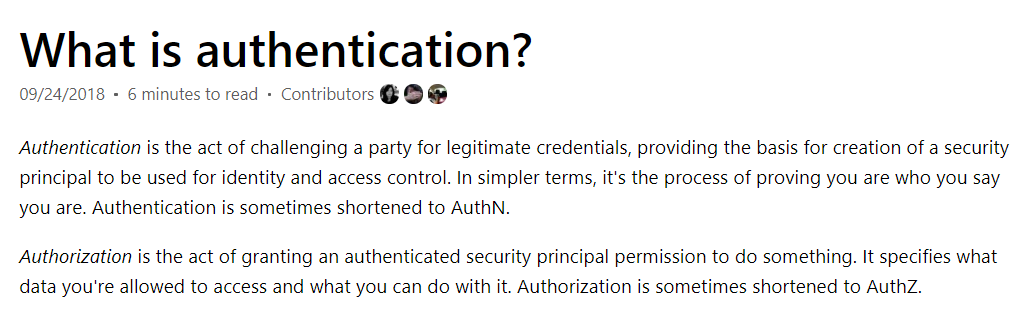 What is authentication?
09/24/2018 • 6 minutes to read • Contributors
Authentication is the act of challenging a party for legitimate credentials, providing the basis for creation of a security
principal to be used for identity and access control. In simpler terms, it's the process of proving you are who you say
you are. Authentication is sometimes shortened to AuthN.
Authorization is the act of granting an authenticated security principal permission to do something. It specifies what
data you're allowed to access and what you can do with it. Authorization is sometimes shortened to AuthZ.